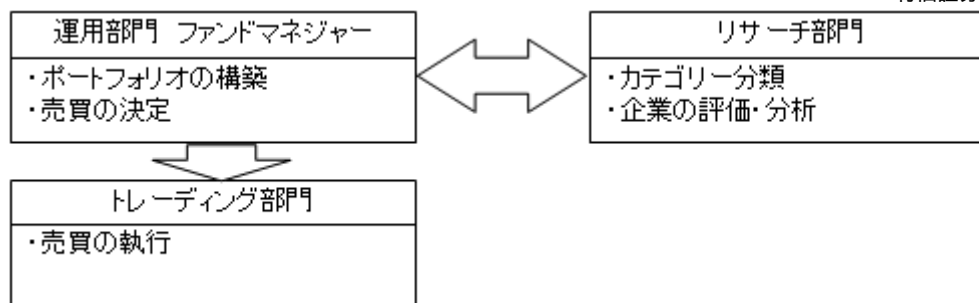 運用部門 ファンドマネジャー
・ポートフォリオの構築
・売買の決定
リサーチ部門
・カテゴリー分類
・企業の評価・分析
トレーディング部門
・売買の執行